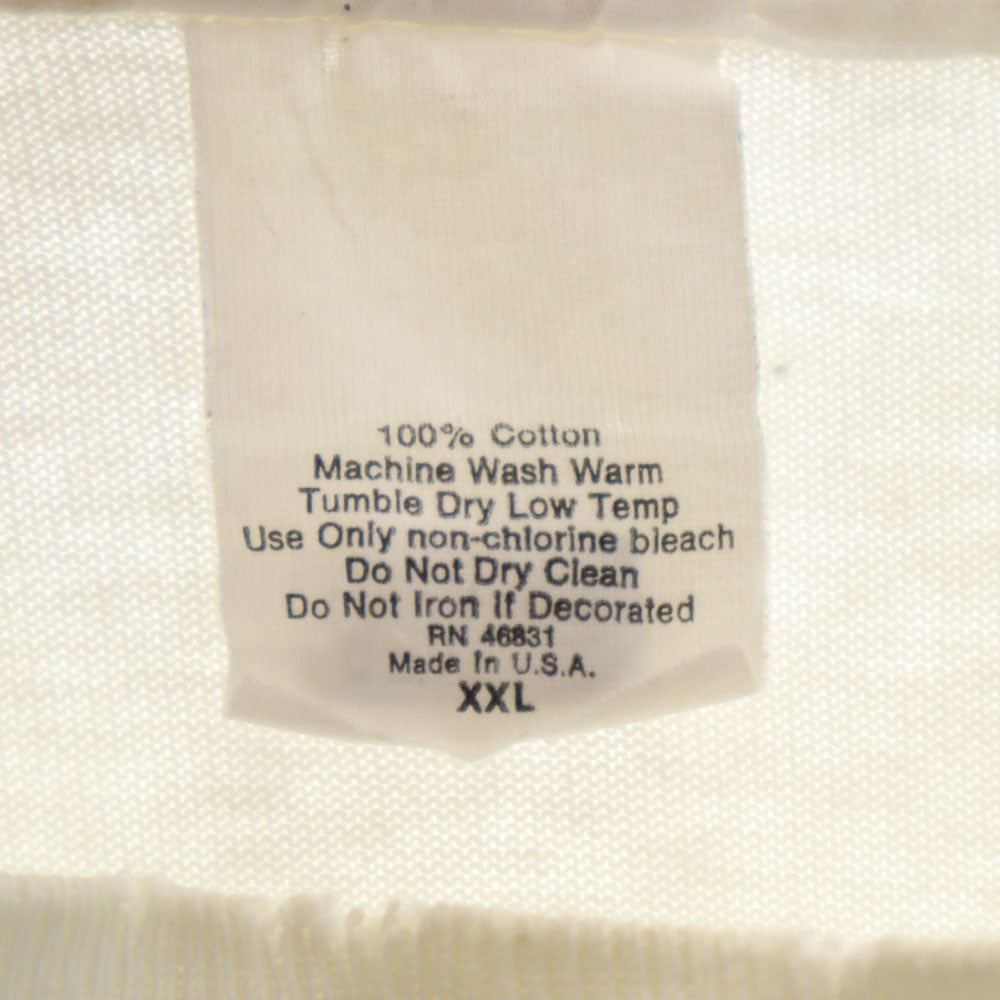 100% Cotton
Machine Wash Warm
Tumble Dry Low Temp
Use Only non-chlorine bleach
Do Not Dry Clean
Do Not Iron If Decorated
RN 46831
Made In U.S.A.
XXL